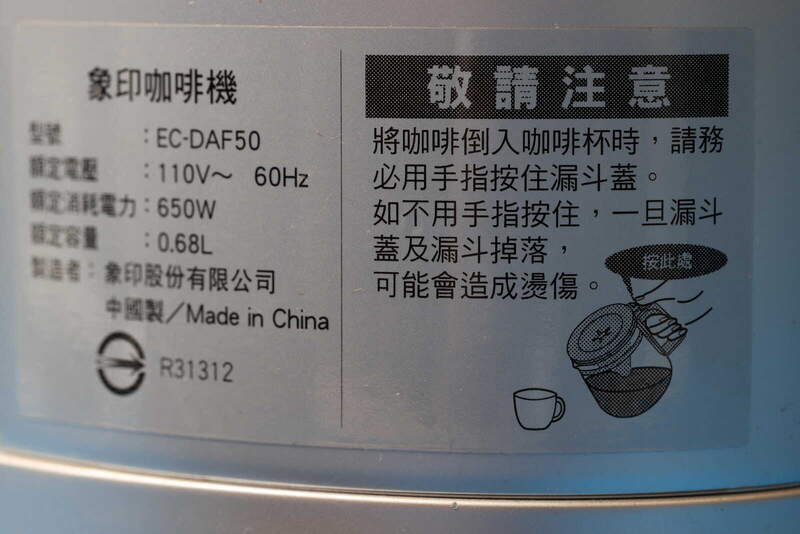 象印咖啡機
型號 : EC-DAF50
額定電壓 : 110V～ 60Hz
額定消耗電力 : 650W
額定容量 : 0.68L
製造者 : 象印股份有限公司
中國製/Made in China
R31312
敬請注意
將咖啡倒入咖啡杯時，請務
必用手指按住漏斗蓋。
如不用手指按住，一旦漏斗
蓋及漏斗掉落，
可能會造成燙傷。
按此處